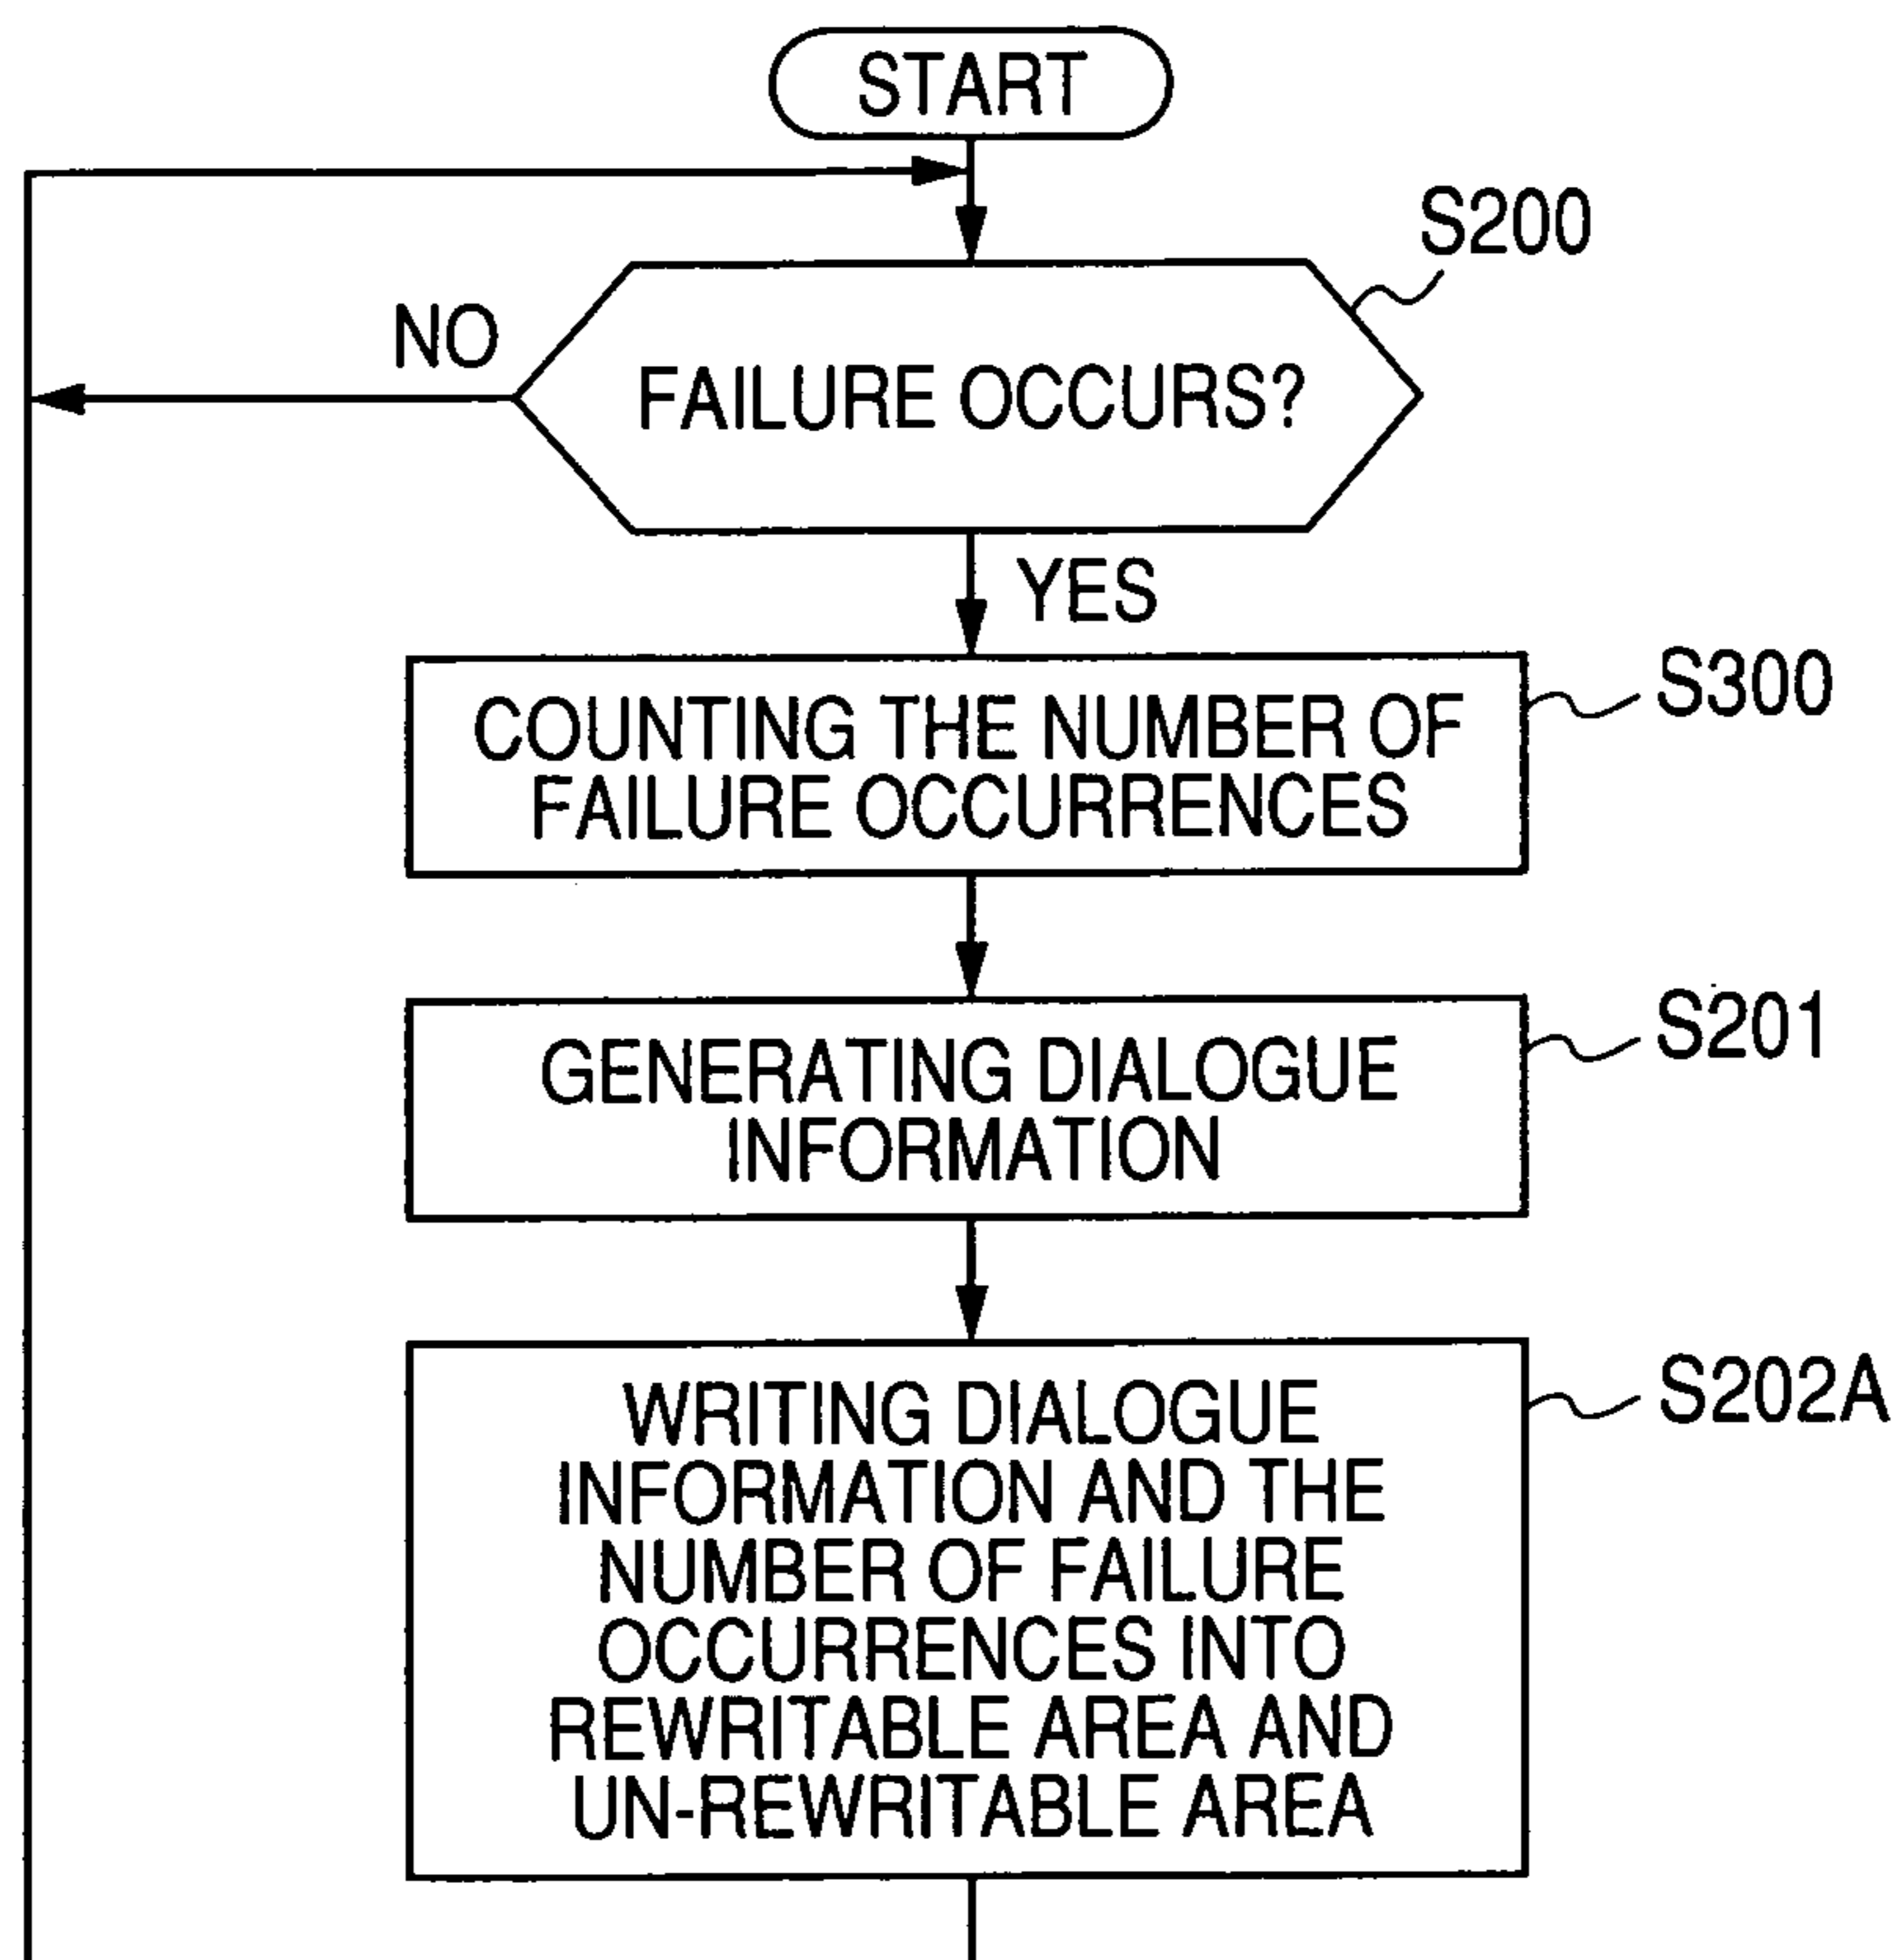 START
S200
NO
FAILURE OCCURS?
YES
S300
COUNTING THE NUMBER OF
FAILURE OCCURRENCES
S201
GENERATING DIALOGUE
INFORMATION
S202A
WRITING DIALOGUE
INFORMATION AND THE
NUMBER OF FAILURE
OCCURRENCES INTO
REWRITABLE AREA AND
UN-REWRITABLE AREA